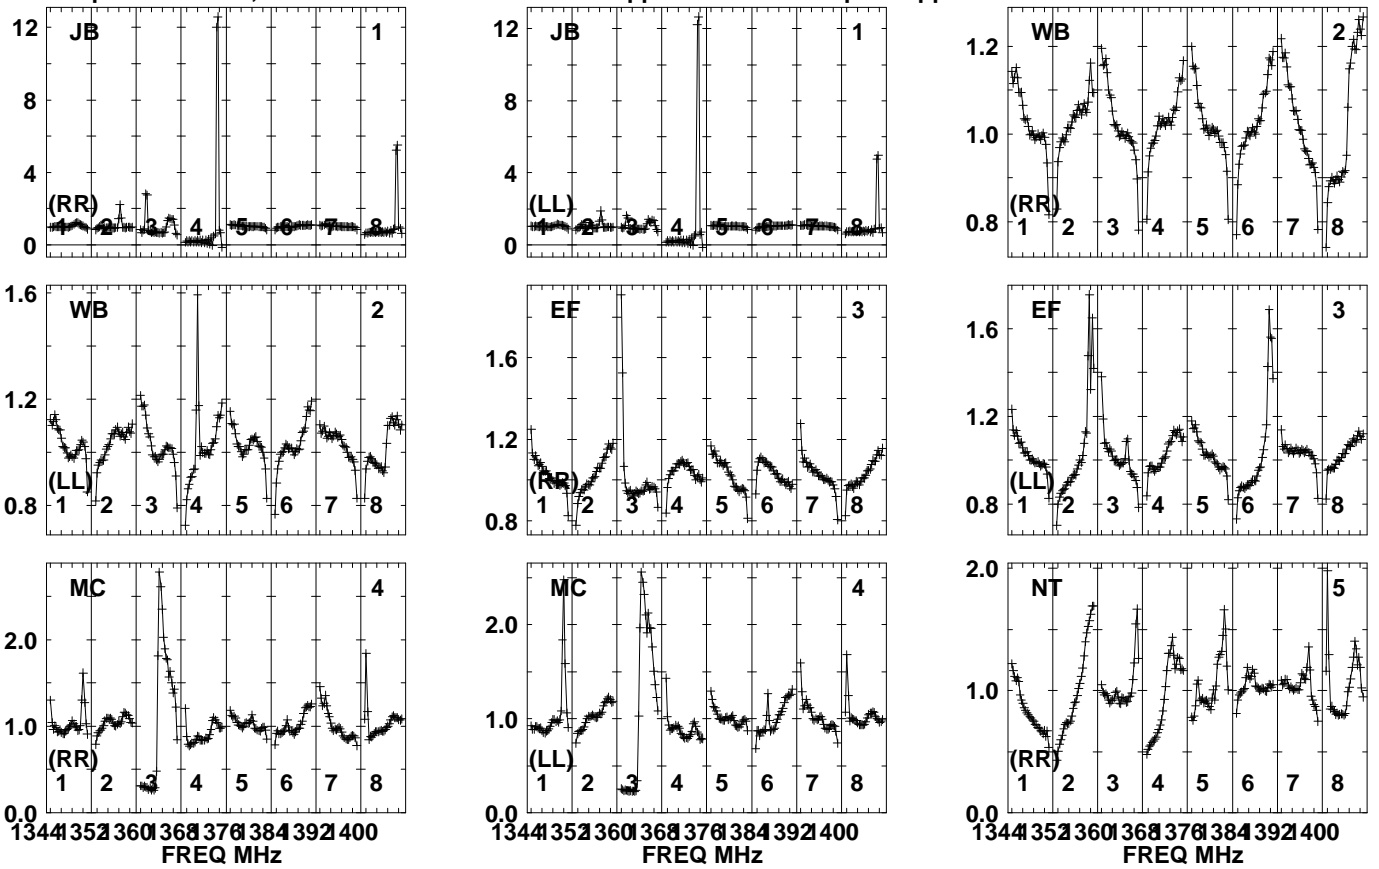 12 JB 1
8
4
(RR)
0 1 2 3 4 5 6 7 8
12 JB 1
8
4
(LL)
0 1 2 3 4 5 6 7 8
1.2 WB 2
1.0
(RR)
0.8 1 2 3 4 5 6 7 8
1.6 WB 2
1.2
(LL)
0.8 1 2 3 4 5 6 7 8
EF 3
1.6
1.2
(RR)
0.8 1 2 3 4 5 6 7 8
EF 3
1.6
1.2
(LL)
0.8 1 2 3 4 5 6 7 8
MC 4
2.0
1.0
(RR)
1 2 3 4 5 6 7 8
0.0
1344 1352 1360 1368 1376 1384 1392 1400
FREQ MHz
MC 4
2.0
1.0
(LL)
1 2 3 4 5 6 7 8
0.0
1344 1352 1360 1368 1376 1384 1392 1400
FREQ MHz
2.0 NT 5
1.0
(RR)
1 2 3 4 5 6 7 8
0.0
1344 1352 1360 1368 1376 1384 1392 1400
FREQ MHz